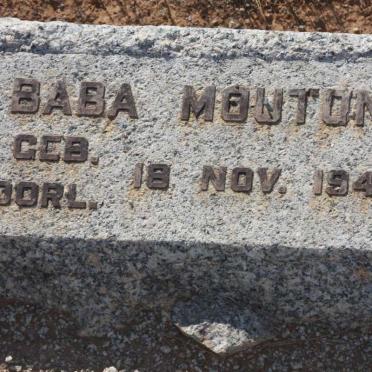 BABA MOUTON
GEB.
OORL. 18 NOV. 194